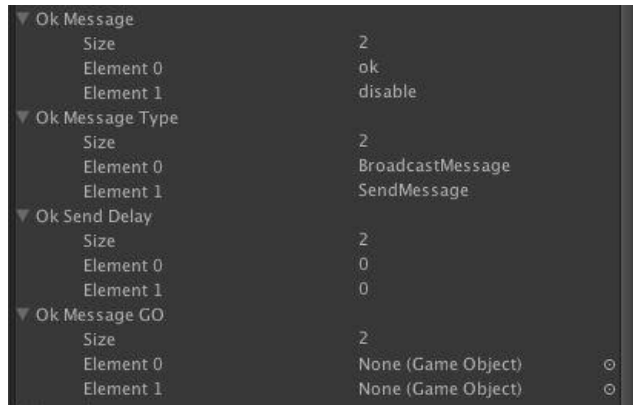 Ok Message
Size 2
Element 0 ok
Element 1 disable
Ok Message Type
Size 2
Element 0 BroadcastMessage
Element 1 SendMessage
Ok Send Delay
Size 2
Element 0 0
Element 1 0
Ok Message GO
Size 2
Element 0 None (Game Object)
Element 1 None (Game Object)